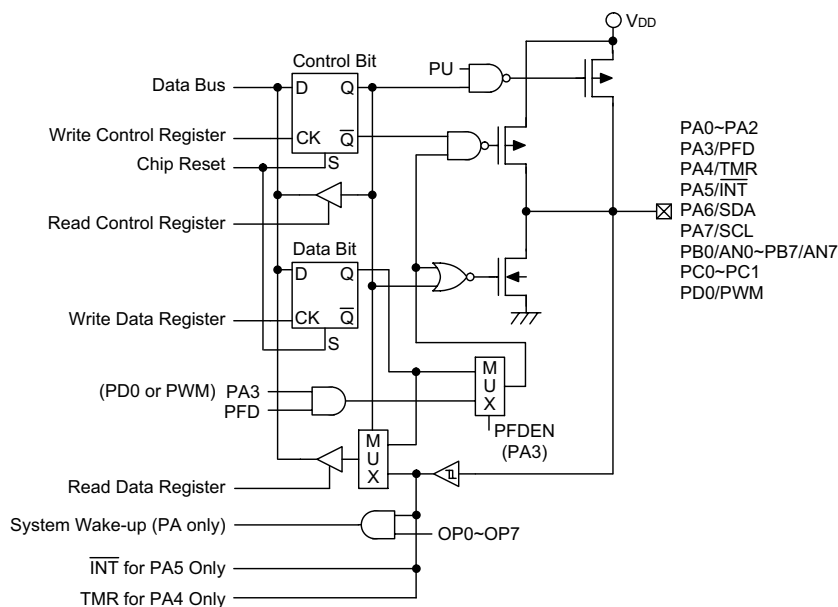 VDD
Control Bit
PU
Data Bus
D
Q
Write Control Register
CK
Q
Chip Reset
S
Read Control Register
Data Bit
D
Q
Write Data Register
CK
Q
S
(PD0 or PWM)
PA3
PFD
M
U
X
PFDEN
(PA3)
M
U
X
Read Data Register
System Wake-up (PA only)
OP0~OP7
INT for PA5 Only
TMR for PA4 Only
PA0~PA2
PA3/PFD
PA4/TMR
PA5/INT
PA6/SDA
PA7/SCL
PB0/AN0~PB7/AN7
PC0~PC1
PD0/PWM